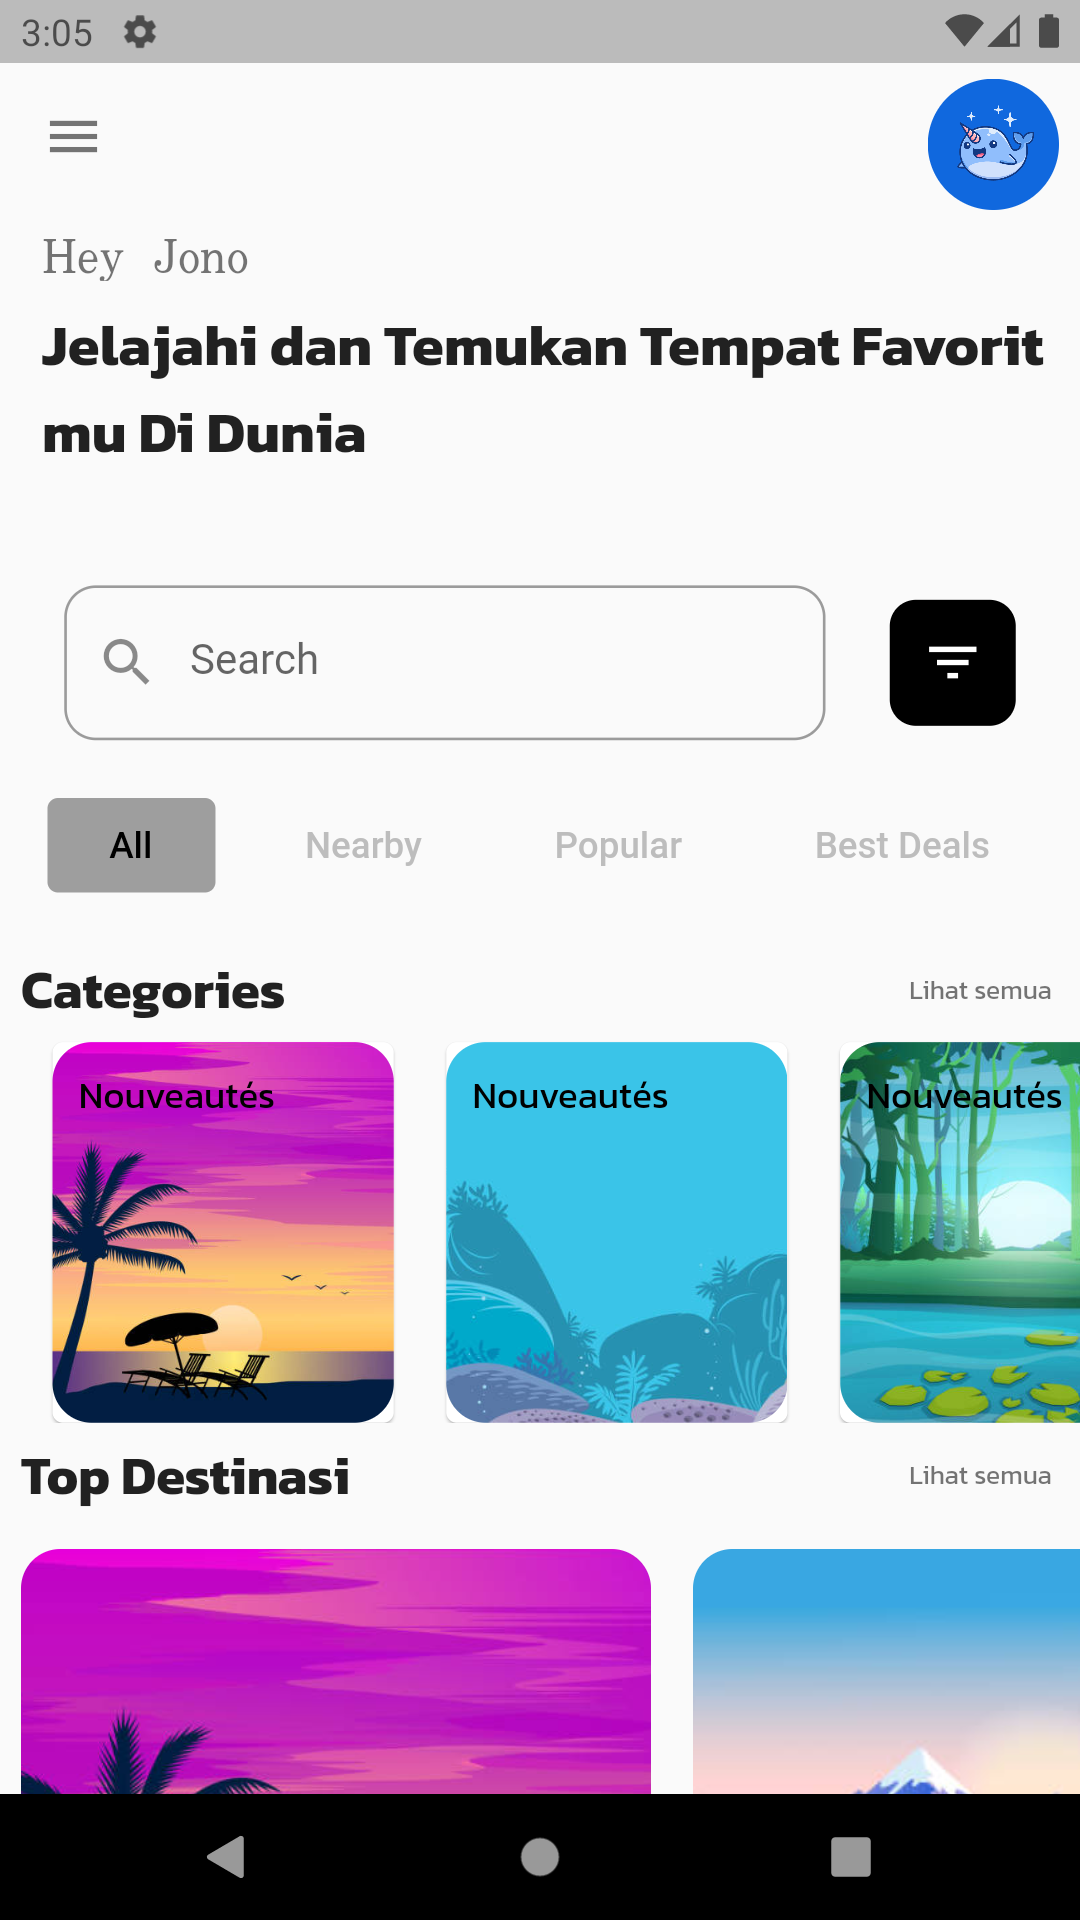 3:05
Hey Jono
Jelajahi dan Temukan Tempat Favorit
mu Di Dunia
Search
All Nearby Popular Best Deals
Categories Lihat semua
Nouveautés Nouveautés Nouveautés
Top Destinasi Lihat semua